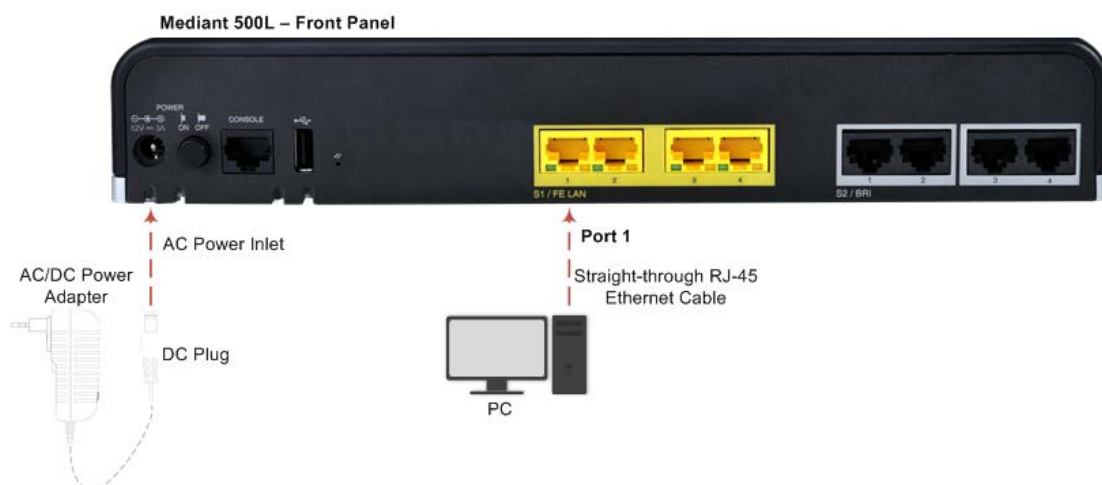 Mediant 500L – Front Panel
POWER
12V 3A
ON OFF
CONSOLE
1 2 3 4
S1 / FE LAN
1 2 3 4
S2 / BRI
AC Power Inlet
Port 1
AC/DC Power
Adapter
Straight-through RJ-45
Ethernet Cable
DC Plug
PC